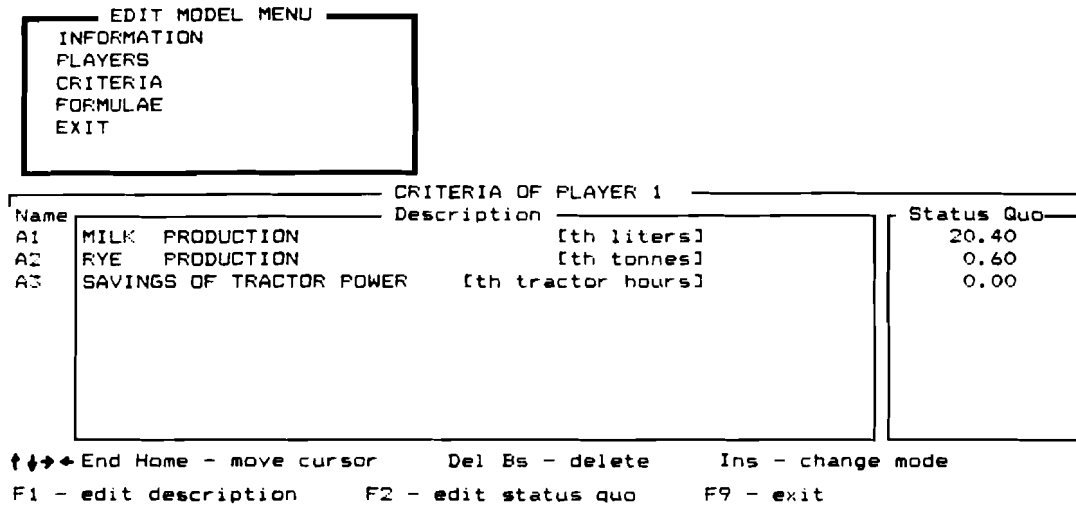 EDIT MODEL MENU
INFORMATION
PLAYERS
CRITERIA
FORMULAE
EXIT
CRITERIA OF PLAYER 1
Name Description Status Quo
A1 MILK PRODUCTION [th liters] 20.40
A2 RYE PRODUCTION [th tonnes] 0.60
A3 SAVINGS OF TRACTOR POWER [th tractor hours] 0.00
↑↓→← End Home - move cursor Del Bs - delete Ins - change mode
F1 - edit description F2 - edit status quo F9 - exit